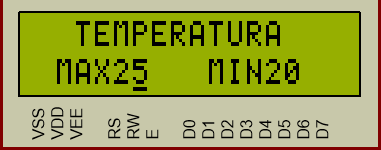 TEMPERATURA
MAX25 MIN20
VSS VDD VEE RS RW E D0 D1 D2 D3 D4 D5 D6 D7